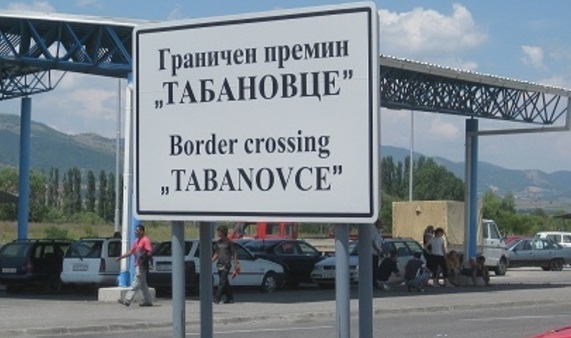 Граничен премин
„ТАБАНОВЦЕ”
Border crossing
„TABANOVCE”